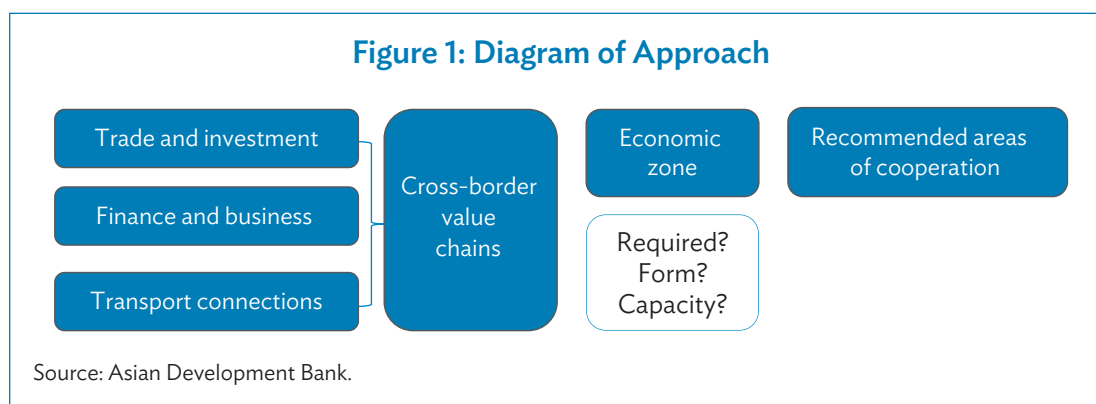 Figure 1: Diagram of Approach
Trade and investment
Finance and business
Transport connections
Cross-border
value
chains
Economic
zone
Required?
Form?
Capacity?
Recommended areas
of cooperation
Source: Asian Development Bank.